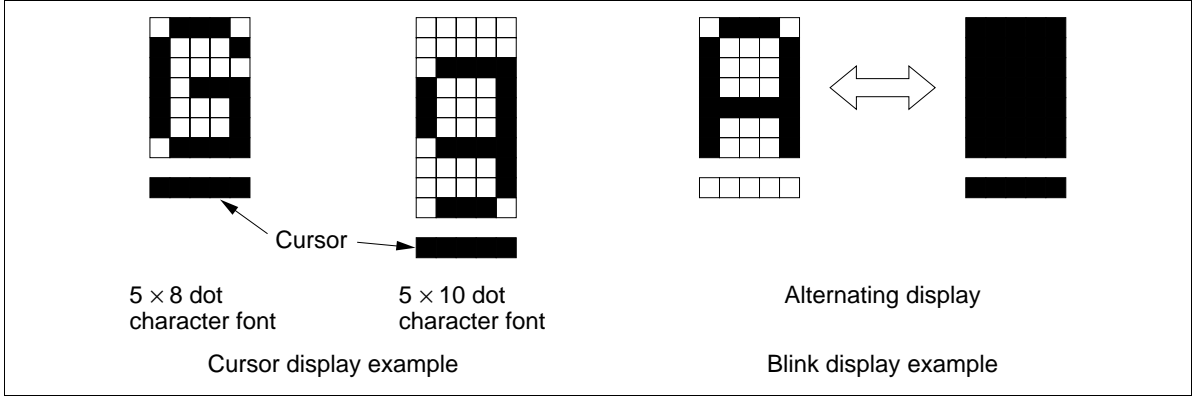 Cursor
5 × 8 dot
character font
5 × 10 dot
character font
Alternating display
Cursor display example
Blink display example